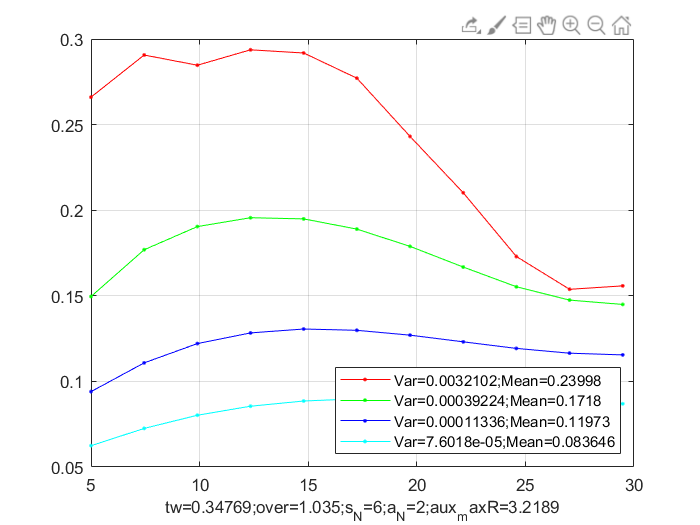 0.3
0.25
0.2
0.15
0.1
0.05
5 10 15 20 25 30
Var=0.0032102;Mean=0.23998
Var=0.00039224;Mean=0.1718
Var=0.00011336;Mean=0.11973
Var=7.6018e-05;Mean=0.083646
tw=0.34769;over=1.035;s_N=6;a_N=2;aux_maxR=3.2189